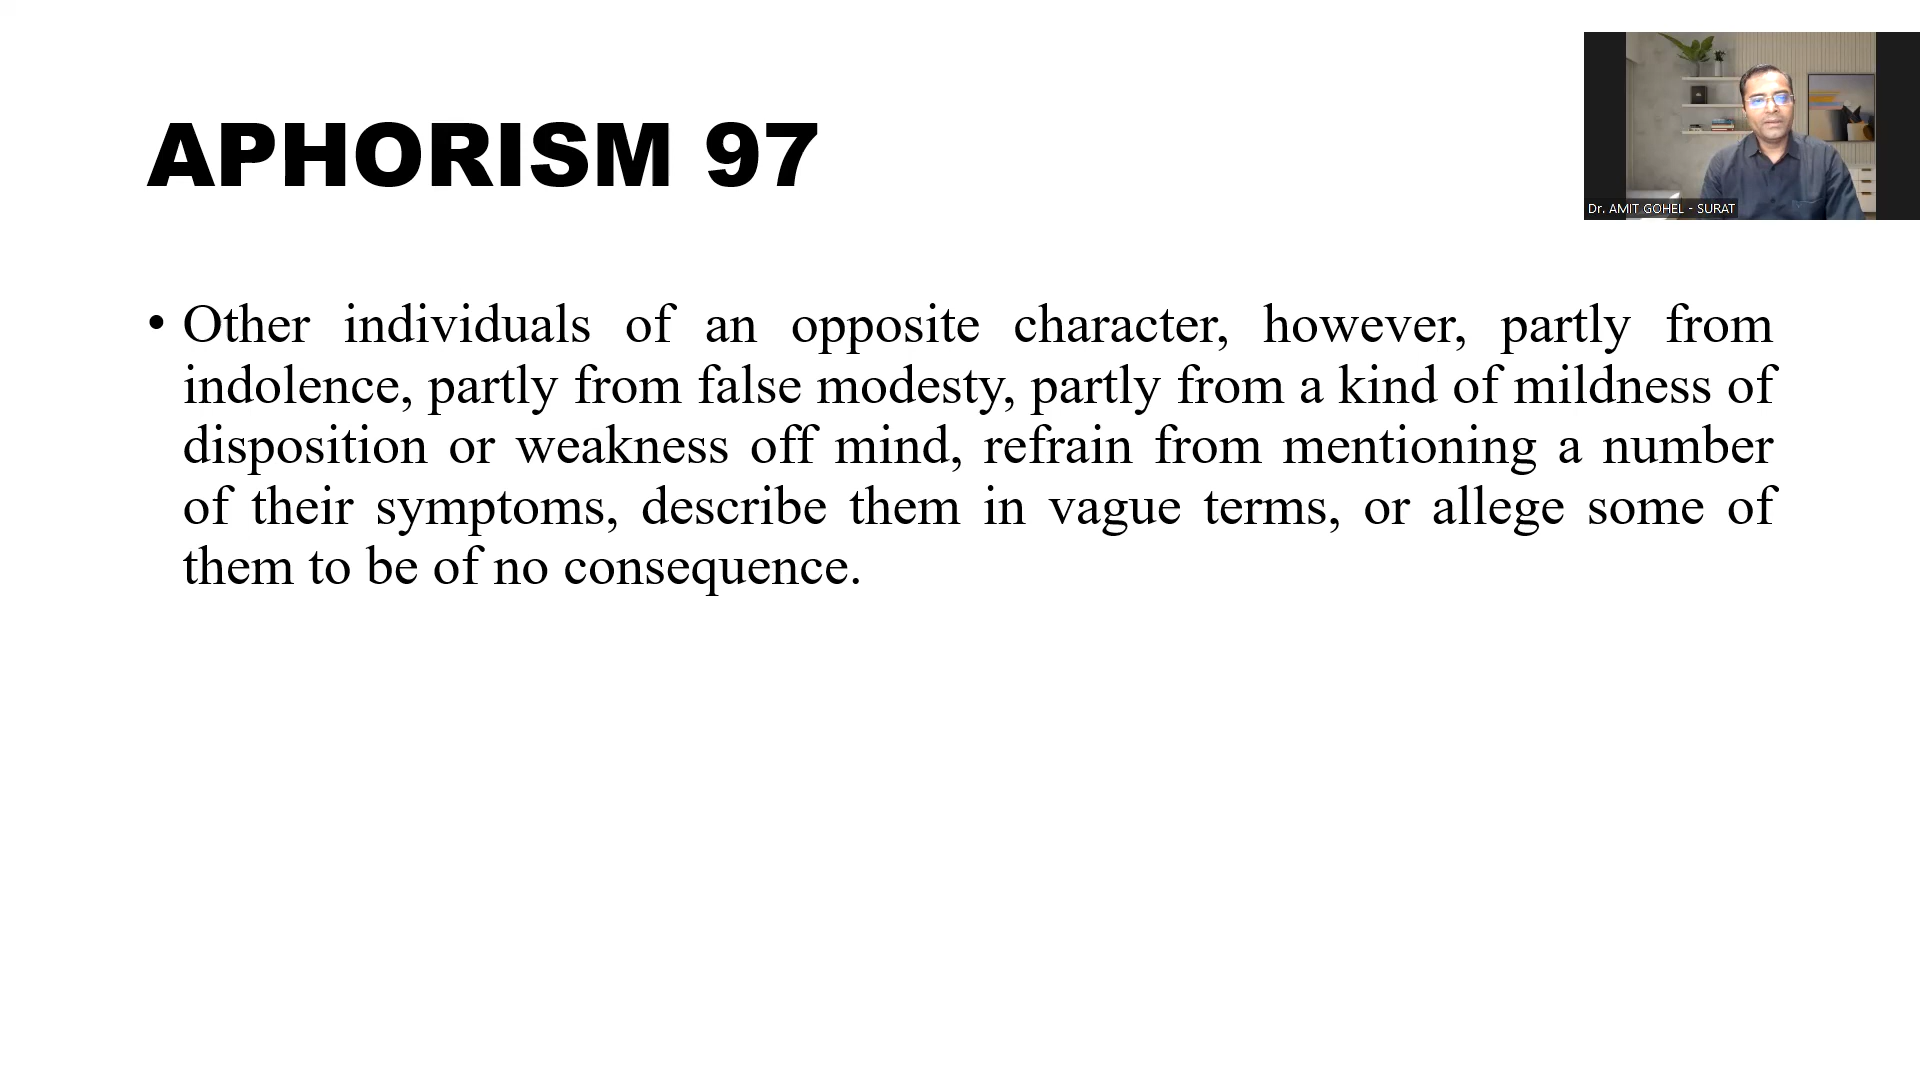 APHORISM 97
Dr. AMIT GOHEL - SURAT
• Other individuals of an opposite character, however, partly from
indolence, partly from false modesty, partly from a kind of mildness of
disposition or weakness off mind, refrain from mentioning a number
of their symptoms, describe them in vague terms, or allege some of
them to be of no consequence.